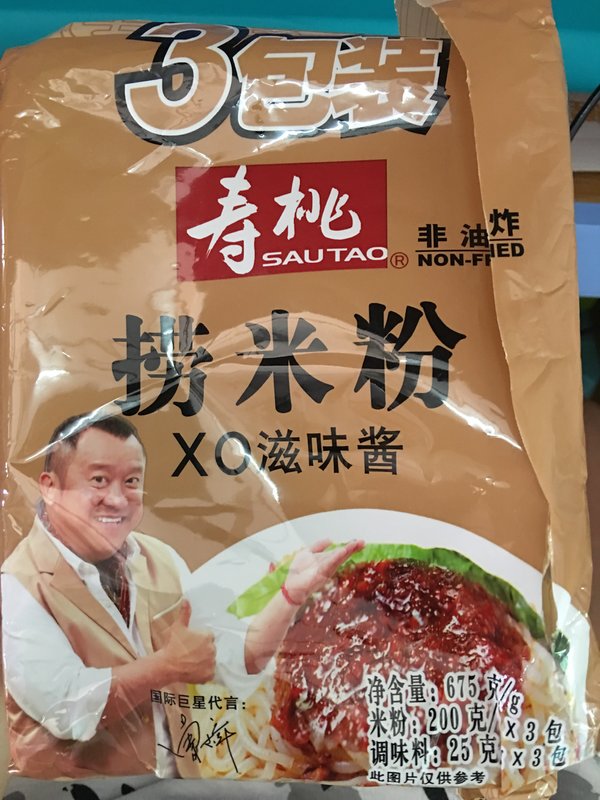 3包装
寿桃
SAUTAO®
非油炸
NON-FRIED
捞米粉
XO滋味酱
国际巨星代言:
净含量:675克/g
米粉:200克/g x 3 包
调味料:25克/g x 3 包
此图片仅供参考